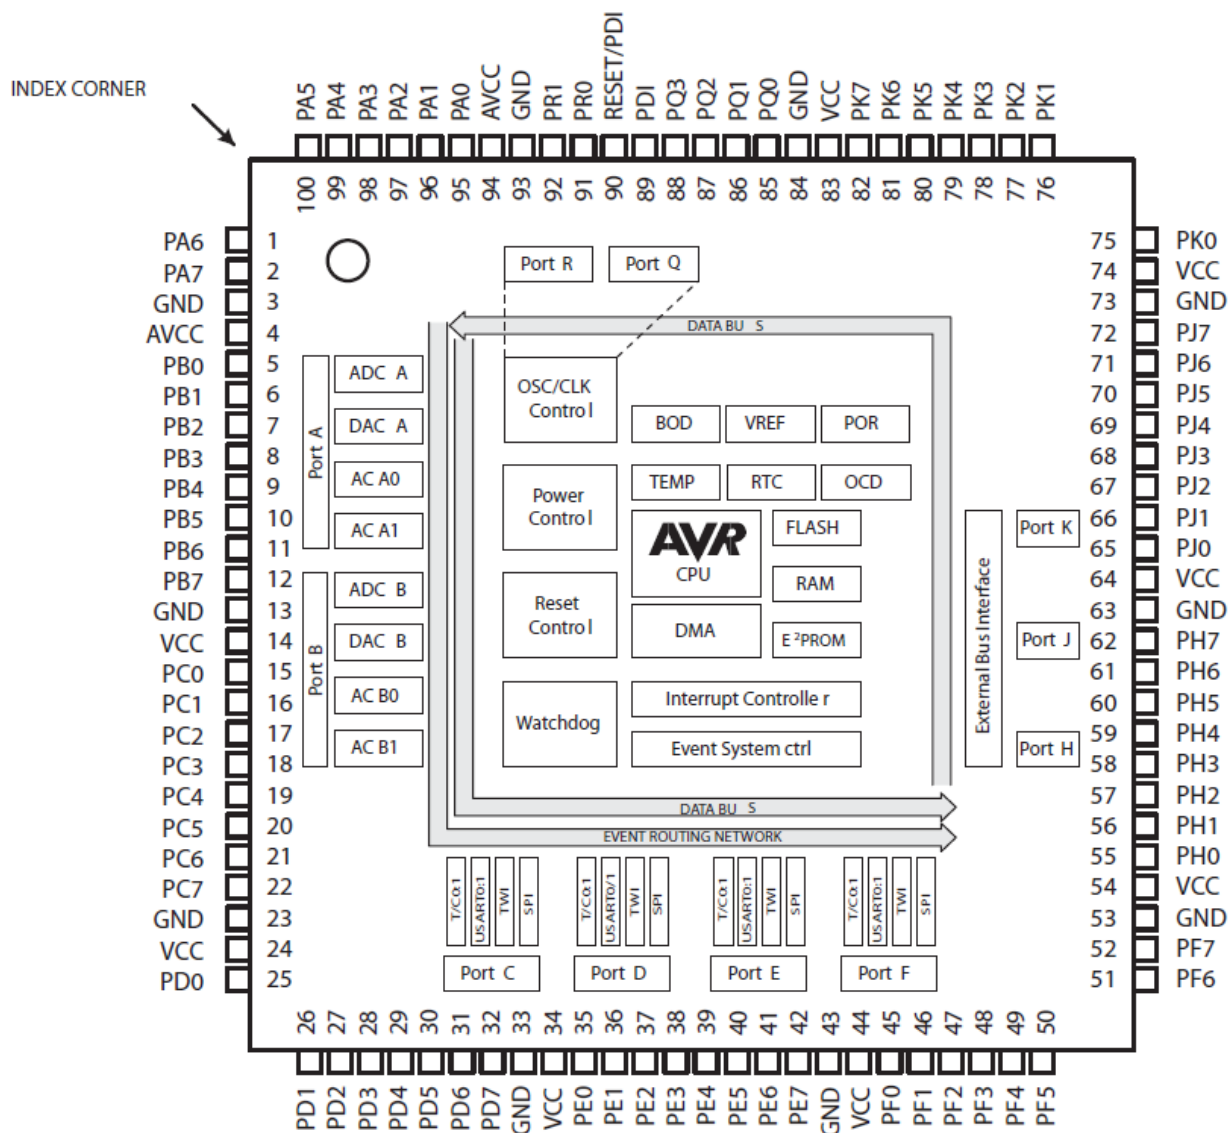 INDEX CORNER
PA5 PA4 PA3 PA2 PA1 PA0 AVCC GND PR1 PR0 RESET/PDI PDI PQ3 PQ2 PQ1 PQ0 GND VCC PK7 PK6 PK5 PK4 PK3 PK2 PK1
100 99 98 97 96 95 94 93 92 91 90 89 88 87 86 85 84 83 82 81 80 79 78 77 76
PA6 1
PA7 2
GND 3
AVCC 4
PB0 5
PB1 6
PB2 7
PB3 8
PB4 9
PB5 10
PB6 11
PB7 12
GND 13
VCC 14
PC0 15
PC1 16
PC2 17
PC3 18
PC4 19
PC5 20
PC6 21
PC7 22
GND 23
VCC 24
PD0 25
Port R
Port Q
DATA BU S
Port A
ADC A
DAC A
AC A0
AC A1
Port B
ADC B
DAC B
AC B0
AC B1
OSC/CLK
Control
Power
Control
Reset
Control
Watchdog
BOD
VREF
POR
TEMP
RTC
OCD
AVR
CPU
FLASH
RAM
DMA
E²PROM
Interrupt Controlle r
Event System ctrl
External Bus Interface
Port K
Port J
Port H
DATA BU S
EVENT ROUTING NETWORK
T/C0:1
USART0:1
TWI
SPI
Port C
T/C0:1
USART0/1
TWI
SPI
Port D
T/C0:1
USART0:1
TWI
SPI
Port E
T/C0:1
USART0:1
TWI
SPI
Port F
75 PK0
74 VCC
73 GND
72 PJ7
71 PJ6
70 PJ5
69 PJ4
68 PJ3
67 PJ2
66 PJ1
65 PJ0
64 VCC
63 GND
62 PH7
61 PH6
60 PH5
59 PH4
58 PH3
57 PH2
56 PH1
55 PH0
54 VCC
53 GND
52 PF7
51 PF6
26 27 28 29 30 31 32 33 34 35 36 37 38 39 40 41 42 43 44 45 46 47 48 49 50
PD1 PD2 PD3 PD4 PD5 PD6 PD7 GND VCC PE0 PE1 PE2 PE3 PE4 PE5 PE6 PE7 GND VCC PF0 PF1 PF2 PF3 PF4 PF5